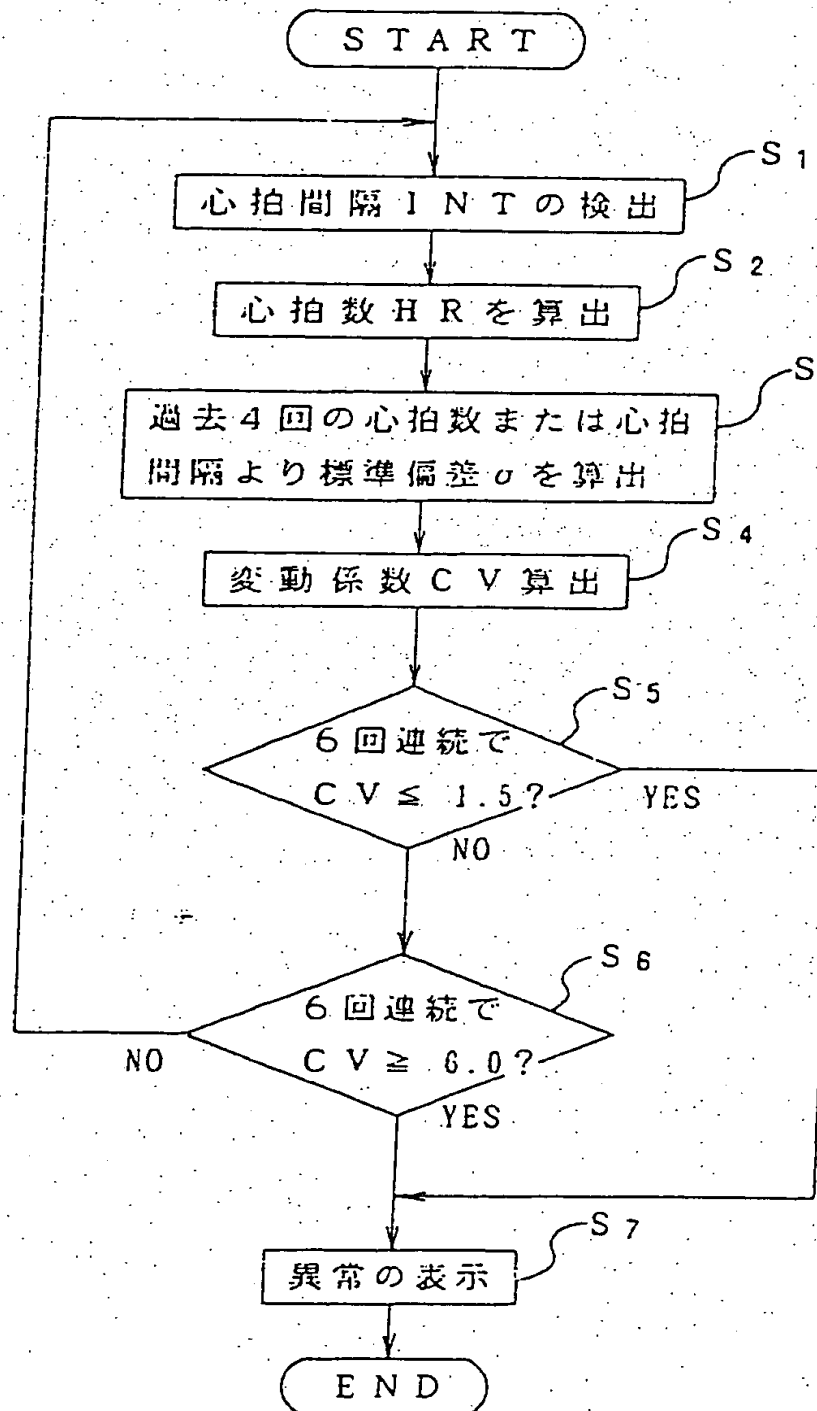 START
S1
心拍間隔INTの検出
S2
心拍数HRを算出
S
過去4回の心拍数または心拍
間隔より標準偏差σを算出
S4
変動係数CV算出
S5
6回連続で
CV≦ 1.5?
YES
NO
S6
6回連続で
CV≧ 6.0?
NO
YES
S7
異常の表示
END